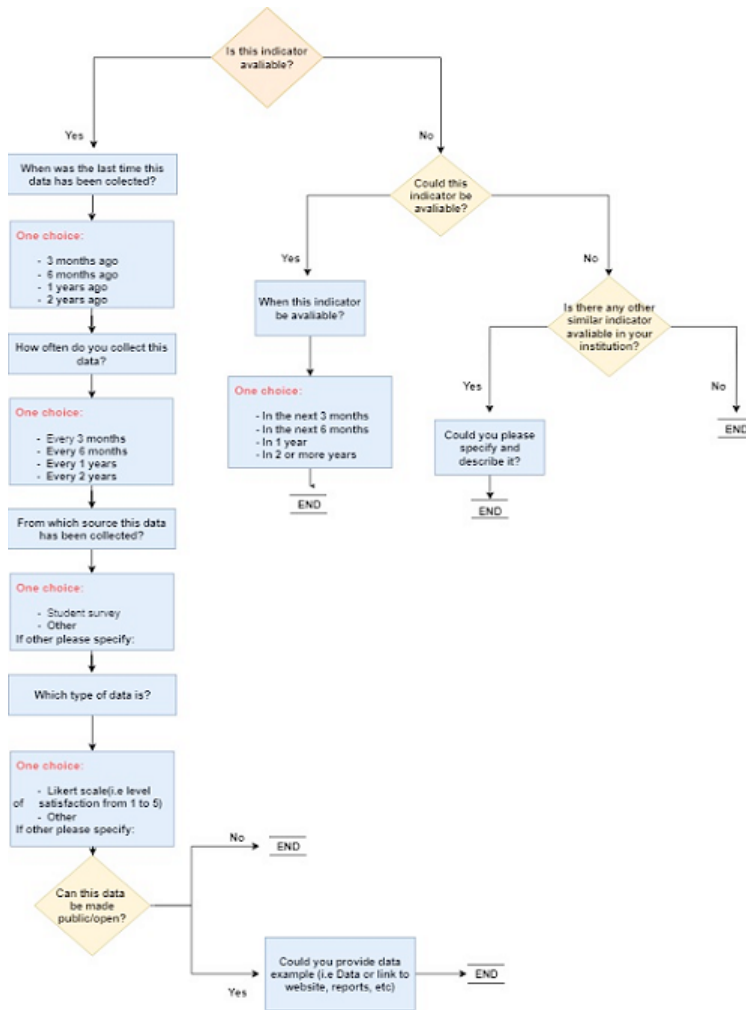 Is this indicator
avaliable?
Yes
No
When was the last time this
data has been colected?
One choice:
- 3 months ago
- 6 months ago
- 1 years ago
- 2 years ago
How often do you collect this
data?
One choice:
- Every 3 months
- Every 6 months
- Every 1 years
- Every 2 years
From which source this data
has been collected?
One choice:
- Student survey
- Other
If other please specify:
Which type of data is?
One choice:
- Likert scale(i.e level
of satisfaction from 1 to 5)
- Other
If other please specify:
Can this data
be made
public/open?
No
END
Yes
Could you provide data
example (i.e Data or link to
website, reports, etc)
END
Could this
indicator be
avaliable?
Yes
No
When this indicator
be avaliable?
One choice:
- In the next 3 months
- In the next 6 months
- In 1 year
- In 2 or more years
END
Is there any other
similar indicator
avaliable in your
institution?
Yes
No
Could you please
specify and
describe it?
END
END